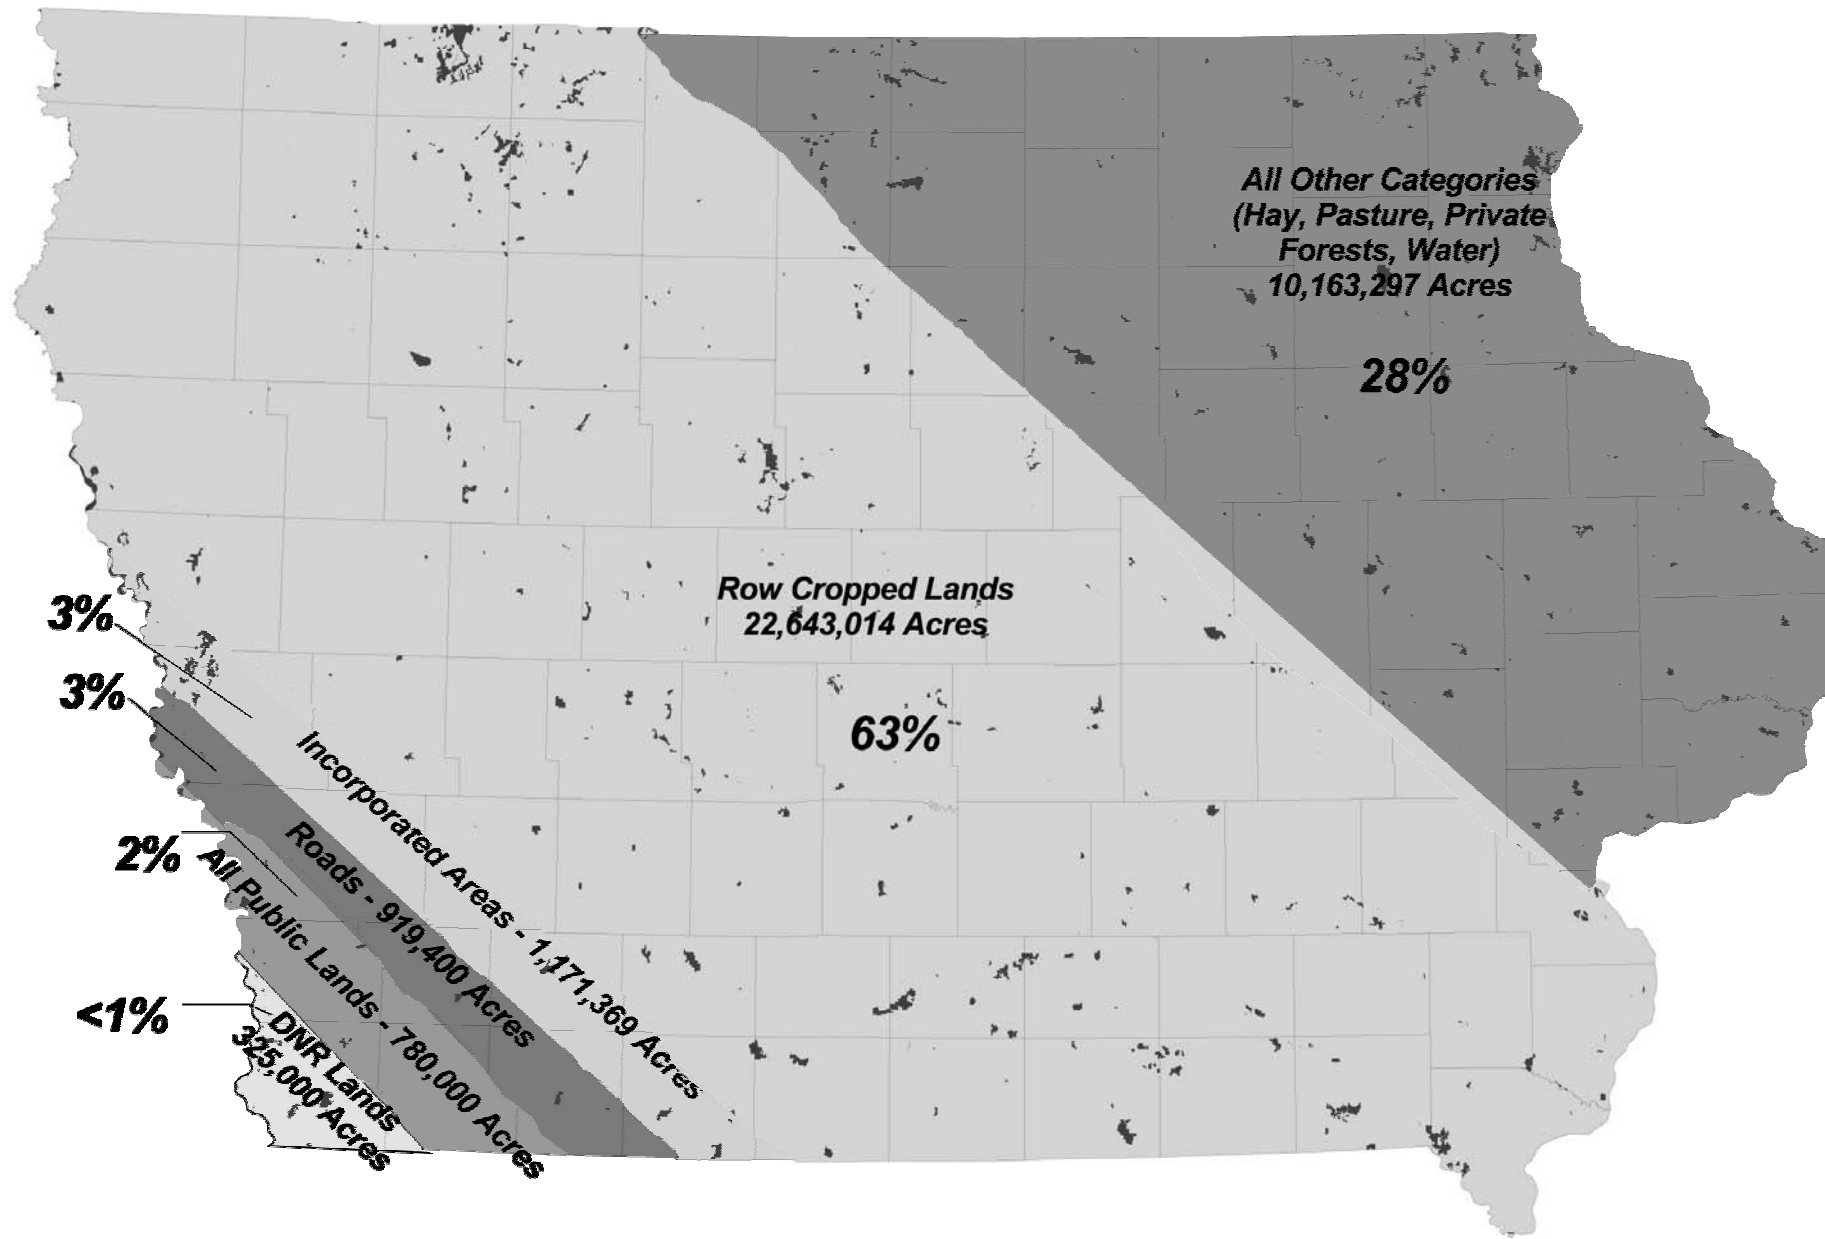 All Other Categories
(Hay, Pasture, Private
Forests, Water)
10,163,297 Acres
28%
Row Cropped Lands
22,643,014 Acres
63%
3%
Incorporated Areas - 1,171,369 Acres
3%
Roads - 919,400 Acres
2%
All Public Lands - 780,000 Acres
<1%
DNR Lands
325,000 Acres